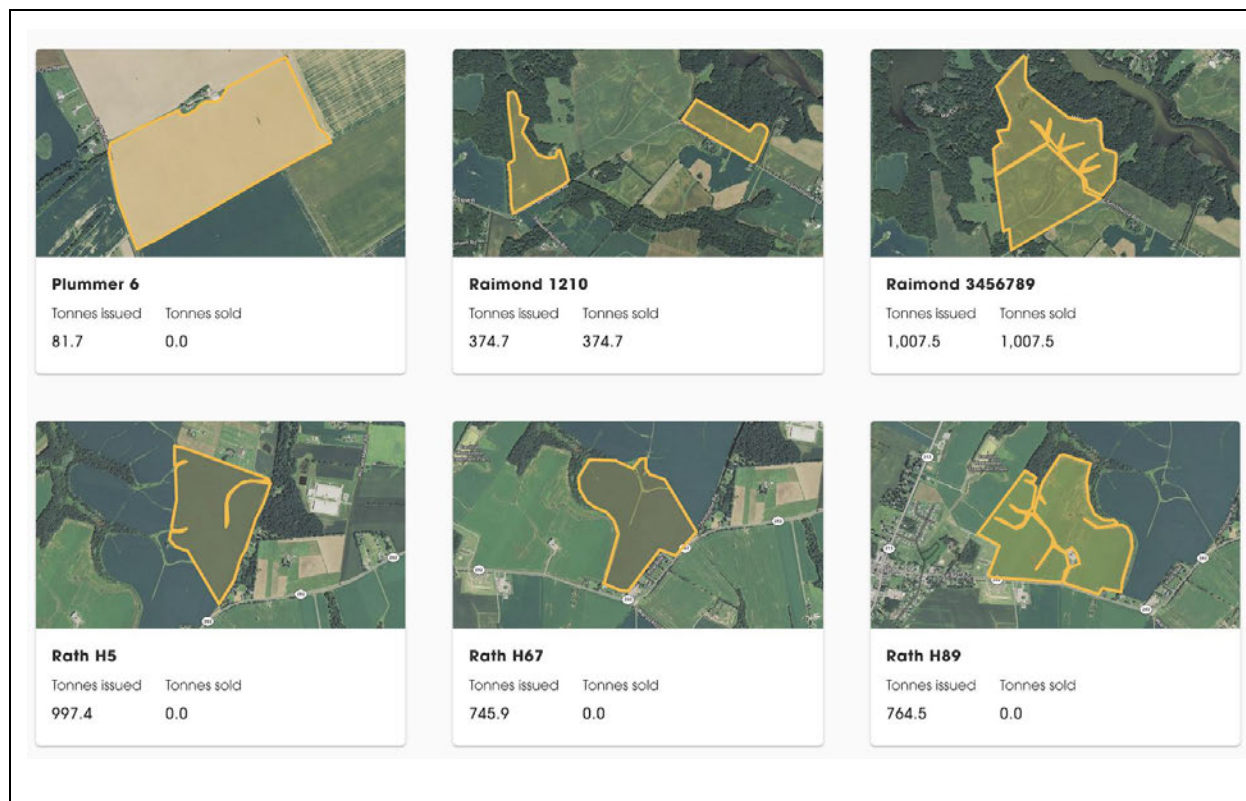 Plummer 6
Tonnes issued Tonnes sold
81.7 0.0
Raimond 1210
Tonnes issued Tonnes sold
374.7 374.7
Raimond 3456789
Tonnes issued Tonnes sold
1,007.5 1,007.5
Rath H5
Tonnes issued Tonnes sold
997.4 0.0
Rath H67
Tonnes issued Tonnes sold
745.9 0.0
Rath H89
Tonnes issued Tonnes sold
764.5 0.0